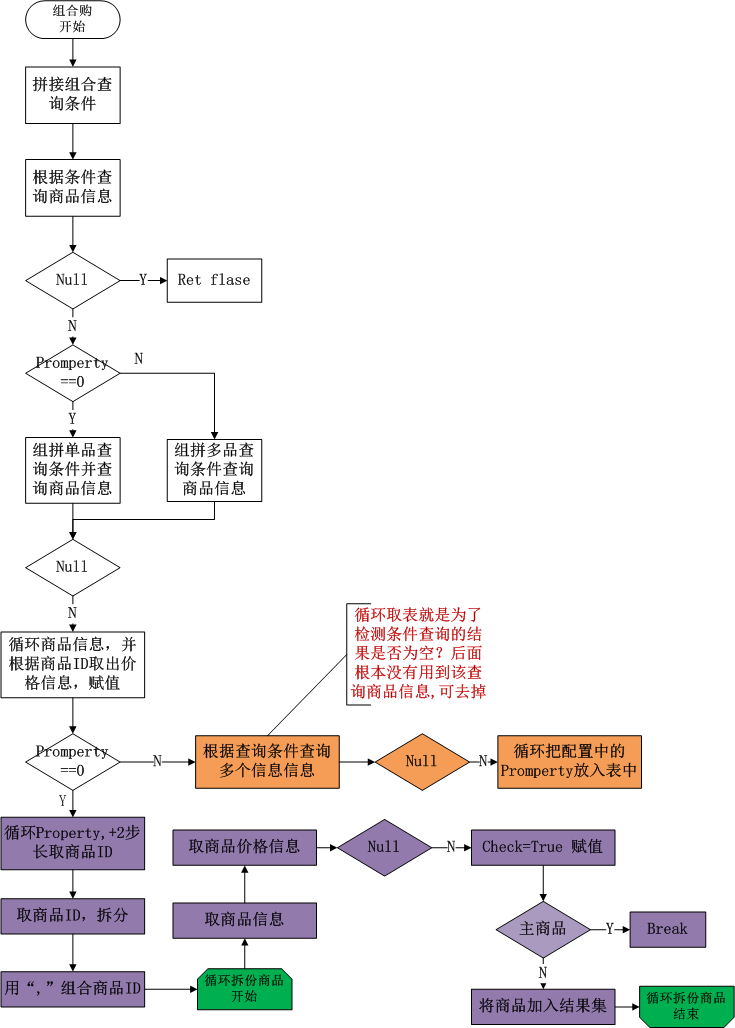 组合购
开始
拼接组合查
询条件
根据条件查
询商品信息
Null
Y
Ret flase
N
Promperty
==0
N
Y
组拼单品查
询条件并查
询商品信息
组拼多品查
询条件查询
商品信息
Null
N
循环商品信息，并
根据商品ID取出价
格信息，赋值
循环取表就是为了
检测条件查询的结
果是否为空？后面
根本没有用到该查
询商品信息,可去掉
Promperty
==0
N
根据查询条件查询
多个信息信息
Null
N
循环把配置中的
Promperty放入表中
Y
循环Property,+2步
长取商品ID
取商品ID，拆分
用“,”组合商品ID
循环拆份商品
开始
取商品信息
取商品价格信息
Null
N
Check=True 赋值
主商品
Y
Break
N
将商品加入结果集
循环拆份商品
结束